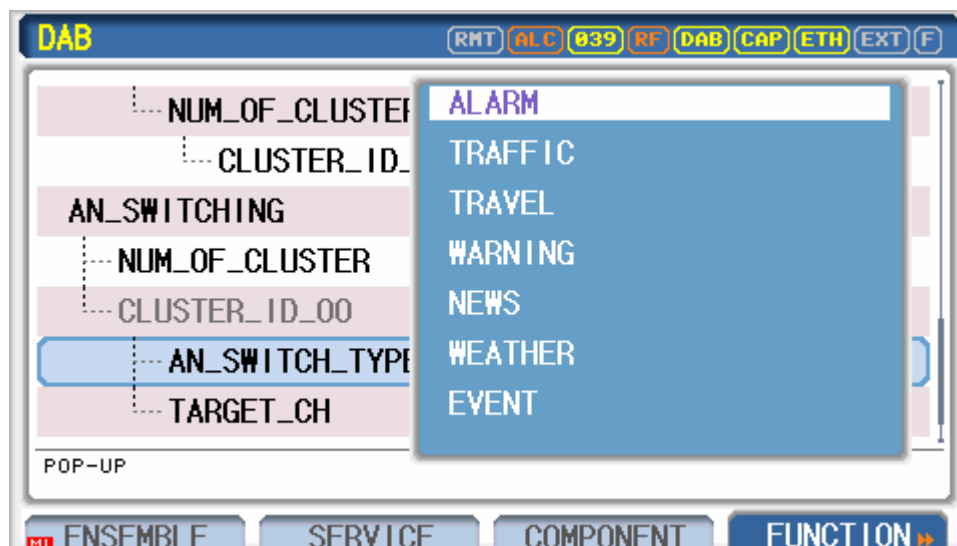 DAB RMT ALC 039 RF DAB CAP ETH EXT F
NUM_OF_CLUSTER
CLUSTER_ID_
AN_SWITCHING
NUM_OF_CLUSTER
CLUSTER_ID_00
AN_SWITCH_TYPE
TARGET_CH
ALARM
TRAFFIC
TRAVEL
WARNING
NEWS
WEATHER
EVENT
POP-UP
ENSEMBLE SERVICE COMPONENT FUNCTION